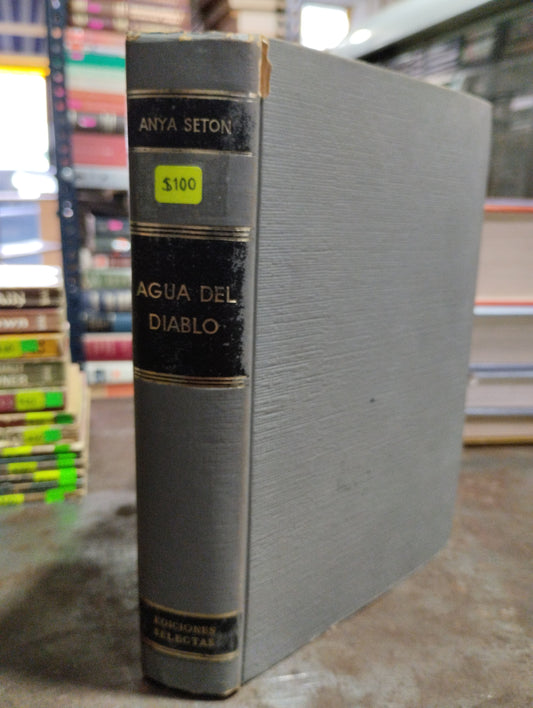 ANYA SETON
$100
AGUA DEL
DIABLO
EDICIONES
SELECTAS